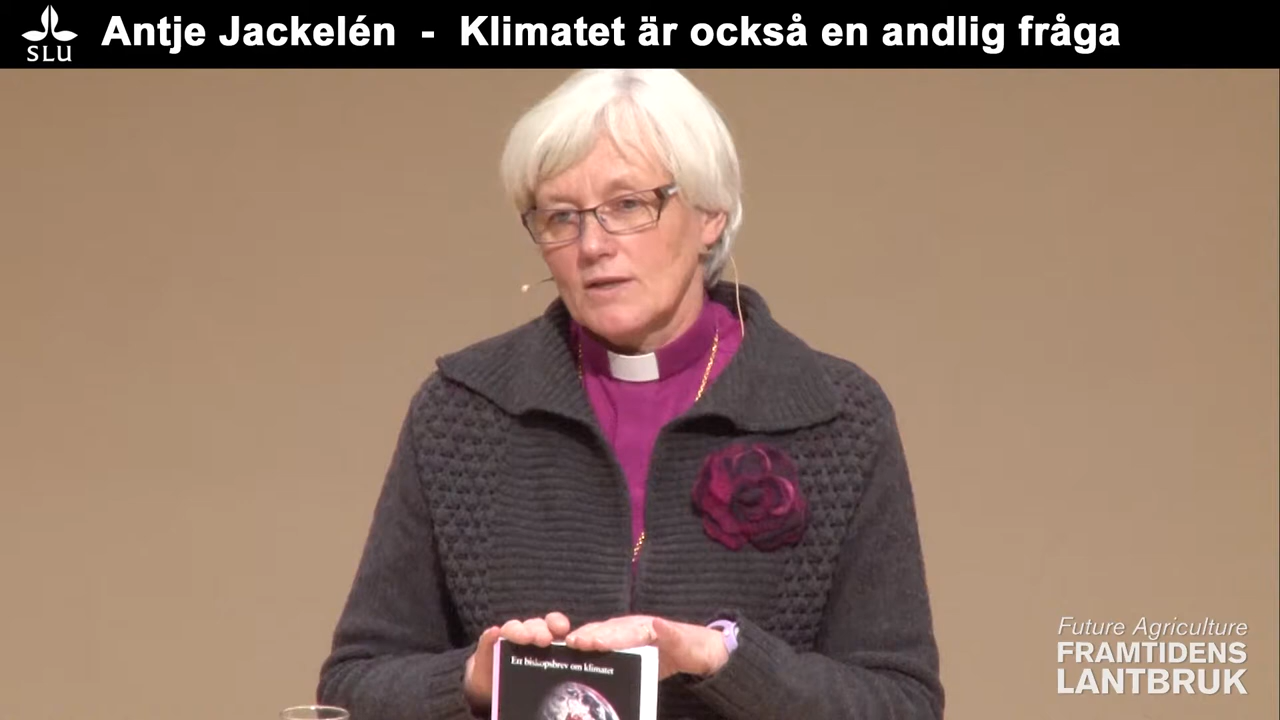 SLU
Antje Jackelén - Klimatet är också en andlig fråga
Ett biskopsbrev om klimatet
Future Agriculture
FRAMTIDENS
LANTBRUK